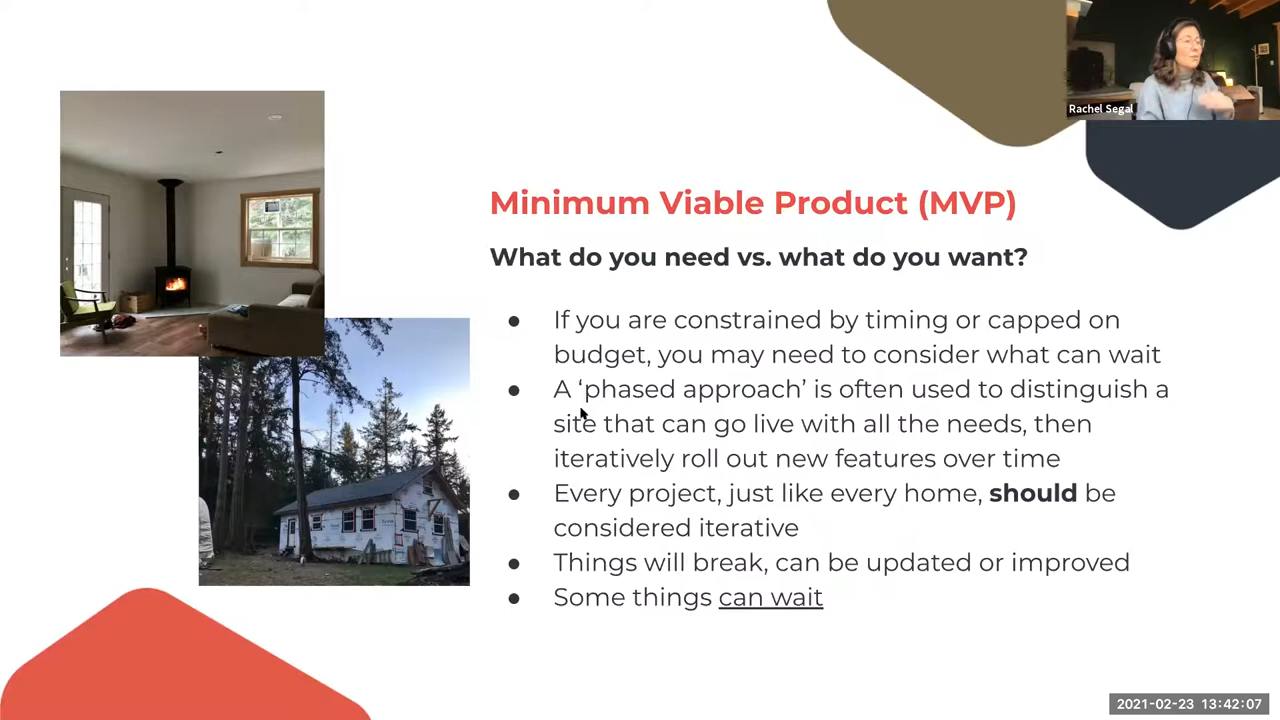 Rachel Segal
Minimum Viable Product (MVP)
What do you need vs. what do you want?
● If you are constrained by timing or capped on
budget, you may need to consider what can wait
● A ‘phased approach’ is often used to distinguish a
site that can go live with all the needs, then
iteratively roll out new features over time
● Every project, just like every home, should be
considered iterative
● Things will break, can be updated or improved
● Some things can wait
2021-02-23 13:42:07